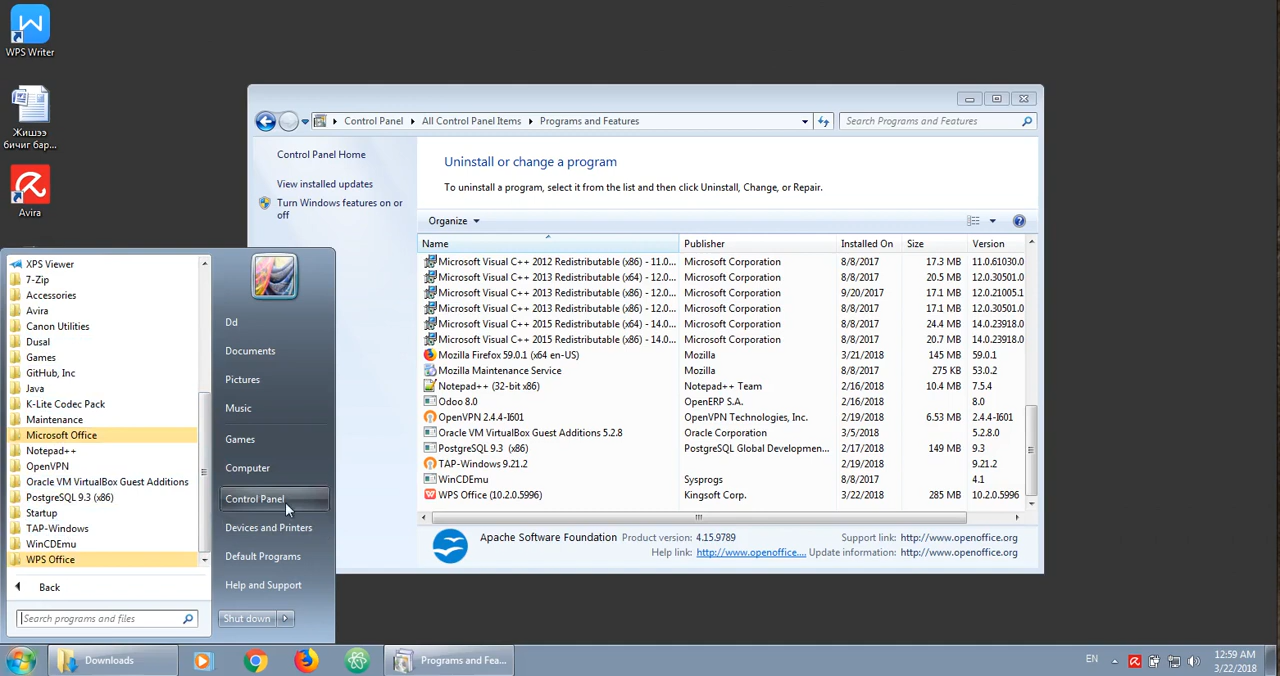 WPS Writer
Жишээ
бичиг бар...
Avira
Control Panel
All Control Panel Items
Programs and Features
Search Programs and Features
Control Panel Home
View installed updates
Turn Windows features on or
off
Uninstall or change a program
To uninstall a program, select it from the list and then click Uninstall, Change, or Repair.
Organize
Name Publisher Installed On Size Version
Microsoft Visual C++ 2012 Redistributable (x86) - 11.0... Microsoft Corporation 8/8/2017 17.3 MB 11.0.61030.0
Microsoft Visual C++ 2013 Redistributable (x64) - 12.0... Microsoft Corporation 8/8/2017 20.5 MB 12.0.30501.0
Microsoft Visual C++ 2013 Redistributable (x86) - 12.0... Microsoft Corporation 9/20/2017 17.1 MB 12.0.21005.1
Microsoft Visual C++ 2013 Redistributable (x86) - 12.0... Microsoft Corporation 8/8/2017 17.1 MB 12.0.30501.0
Microsoft Visual C++ 2015 Redistributable (x64) - 14.0... Microsoft Corporation 8/8/2017 24.4 MB 14.0.23918.0
Microsoft Visual C++ 2015 Redistributable (x86) - 14.0... Microsoft Corporation 8/8/2017 20.7 MB 14.0.23918.0
Mozilla Firefox 59.0.1 (x64 en-US) Mozilla 3/21/2018 145 MB 59.0.1
Mozilla Maintenance Service Mozilla 8/8/2017 275 KB 53.0.2
Notepad++ (32-bit x86) Notepad++ Team 2/16/2018 10.4 MB 7.5.4
Odoo 8.0 OpenERP S.A. 2/16/2018 8.0
OpenVPN 2.4.4-I601 OpenVPN Technologies, Inc. 2/19/2018 6.53 MB 2.4.4-I601
Oracle VM VirtualBox Guest Additions 5.2.8 Oracle Corporation 3/5/2018 5.2.8.0
PostgreSQL 9.3 (x86) PostgreSQL Global Developmen... 2/17/2018 149 MB 9.3
TAP-Windows 9.21.2 2/19/2018 9.21.2
WinCDEmu Sysprogs 2/17/2018 4.1
WPS Office (10.2.0.5996) Kingsoft Corp. 3/22/2018 285 MB 10.2.0.5996
Apache Software Foundation Product version: 4.15.9789 Support link: http://www.openoffice.org
Help link: http://www.openoffice.... Update information: http://www.openoffice.org
XPS Viewer
7-Zip
Accessories
Avira
Canon Utilities
Dusal
Games
GitHub, Inc
Java
K-Lite Codec Pack
Maintenance
Microsoft Office
Notepad++
OpenVPN
Oracle VM VirtualBox Guest Additions
PostgreSQL 9.3 (x86)
Startup
TAP-Windows
WinCDEmu
WPS Office
Back
Search programs and files
Dd
Documents
Pictures
Music
Games
Computer
Control Panel
Devices and Printers
Default Programs
Help and Support
Shut down
Downloads
Programs and Fea...
EN
12:59 AM
3/22/2018